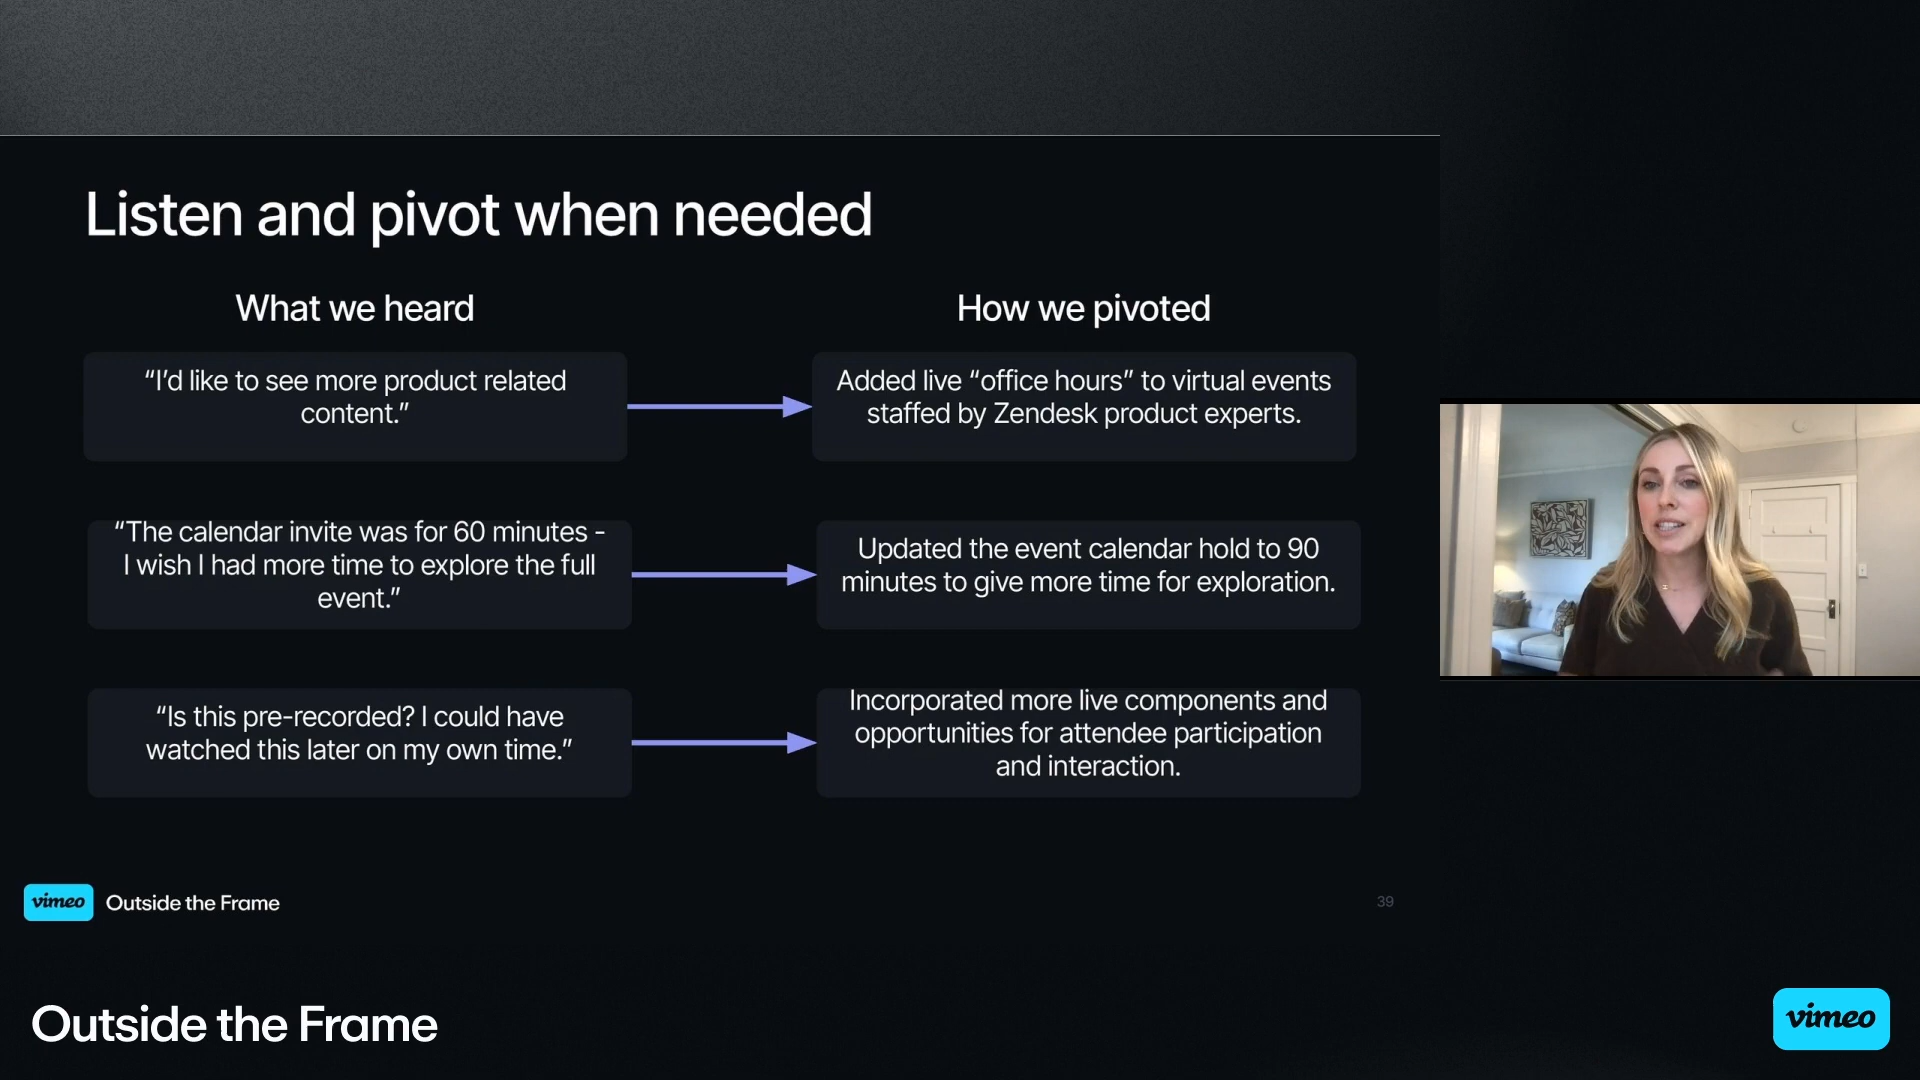 Listen and pivot when needed
What we heard
How we pivoted
“I’d like to see more product related
content.”
Added live “office hours” to virtual events
staffed by Zendesk product experts.
“The calendar invite was for 60 minutes -
I wish I had more time to explore the full
event.”
Updated the event calendar hold to 90
minutes to give more time for exploration.
“Is this pre-recorded? I could have
watched this later on my own time.”
Incorporated more live components and
opportunities for attendee participation
and interaction.
vimeo Outside the Frame
39
Outside the Frame
vimeo